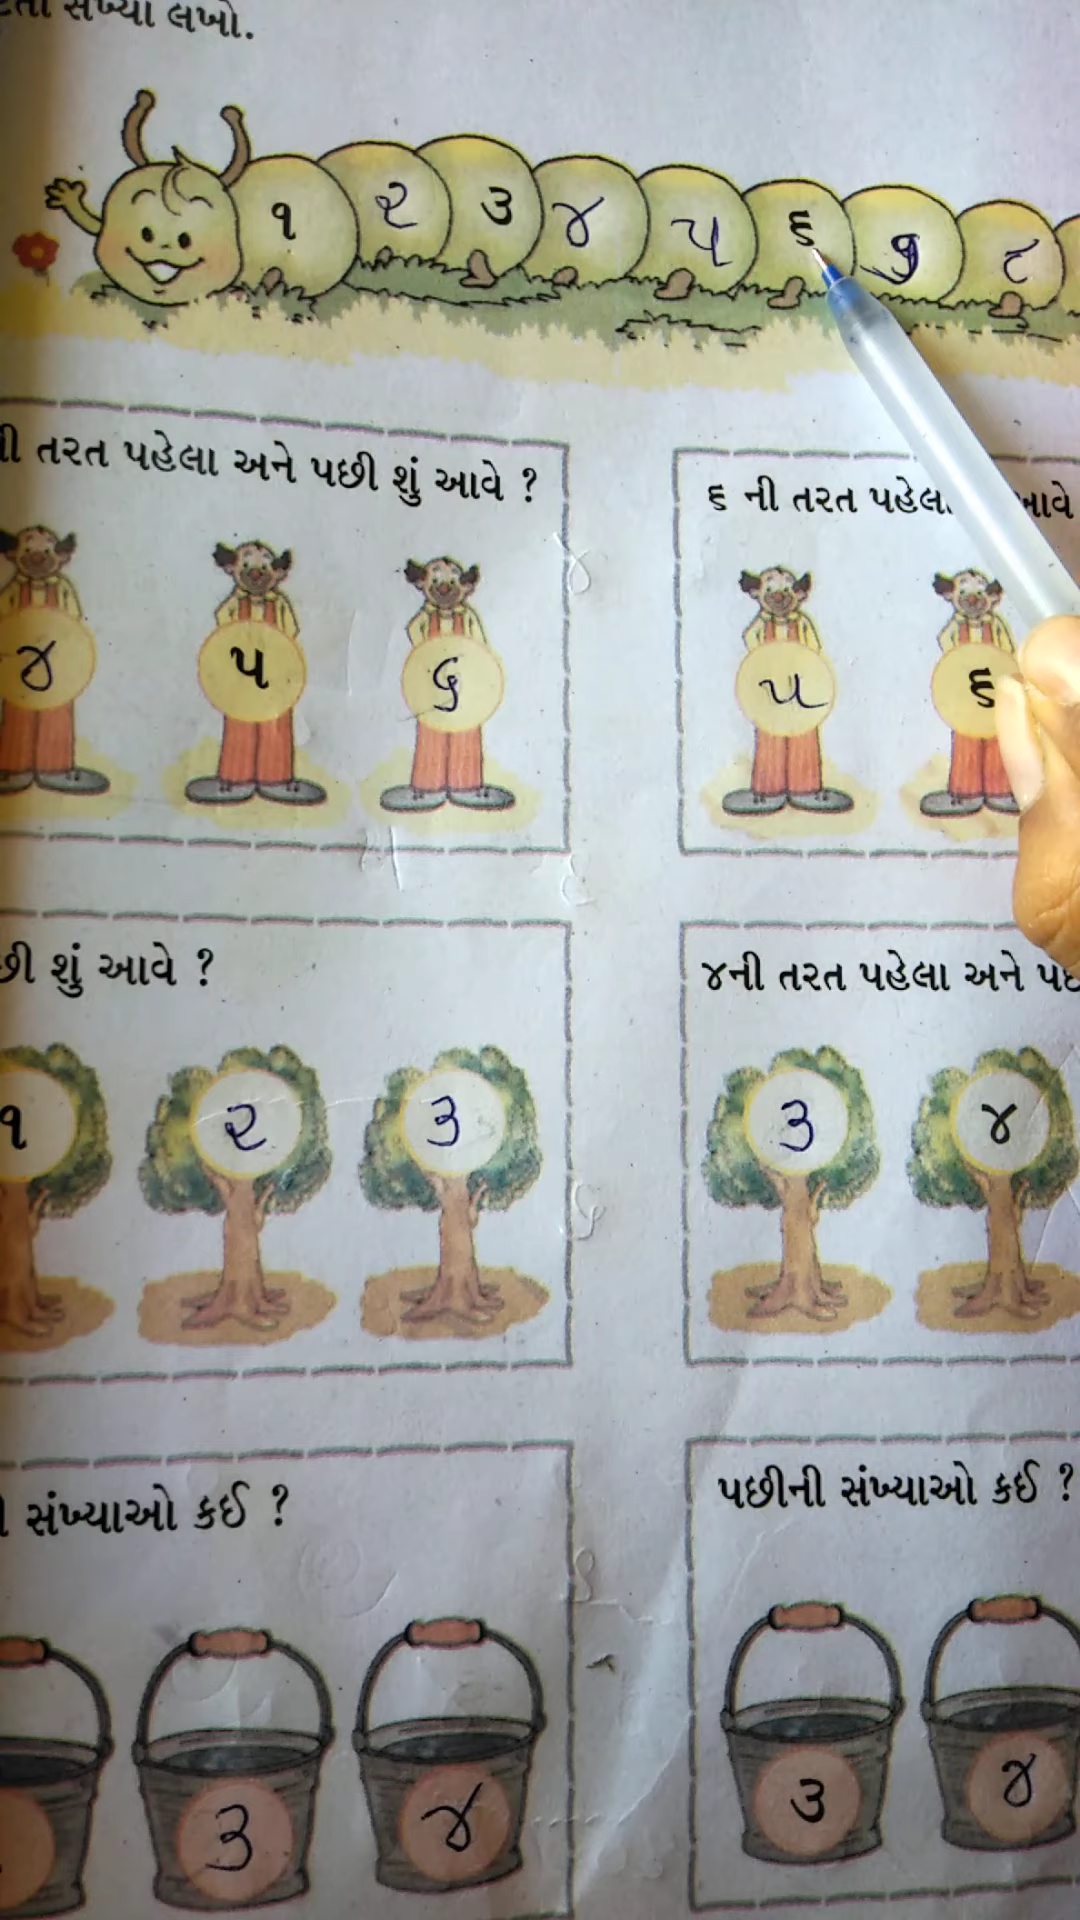 સંખ્યા લખો.
૧ ૨ ૩ ૪ ૫ ૬ ૭ ૮
તરત પહેલા અને પછી શું આવે ?
૪ ૫ ૬
૬ ની તરત પહેલા
૫ ૬
શું આવે ?
૧ ૨ ૩
૪ની તરત પહેલા અને
૩ ૪
સંખ્યાઓ કઈ ?
૩ ૪
પછીની સંખ્યાઓ કઈ ?
૩ ૪